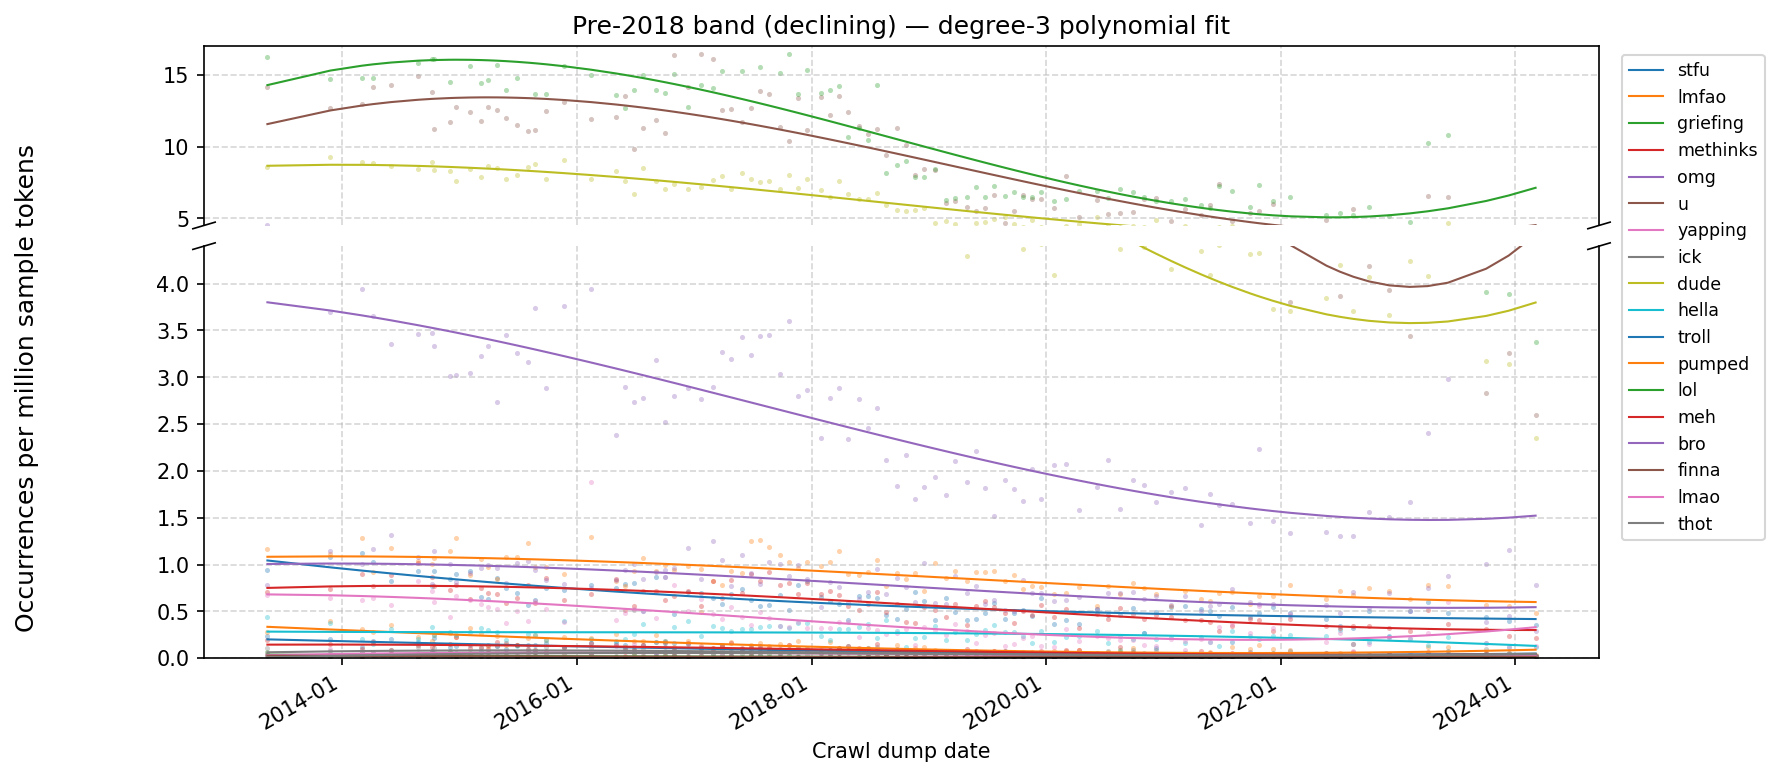 Pre-2018 band (declining) — degree-3 polynomial fit
Occurrences per million sample tokens
15
10
5
4.0
3.5
3.0
2.5
2.0
1.5
1.0
0.5
0.0
2014-01
2016-01
2018-01
2020-01
2022-01
2024-01
Crawl dump date
stfu
lmfao
griefing
methinks
omg
u
yapping
ick
dude
hella
troll
pumped
lol
meh
bro
finna
lmao
thot